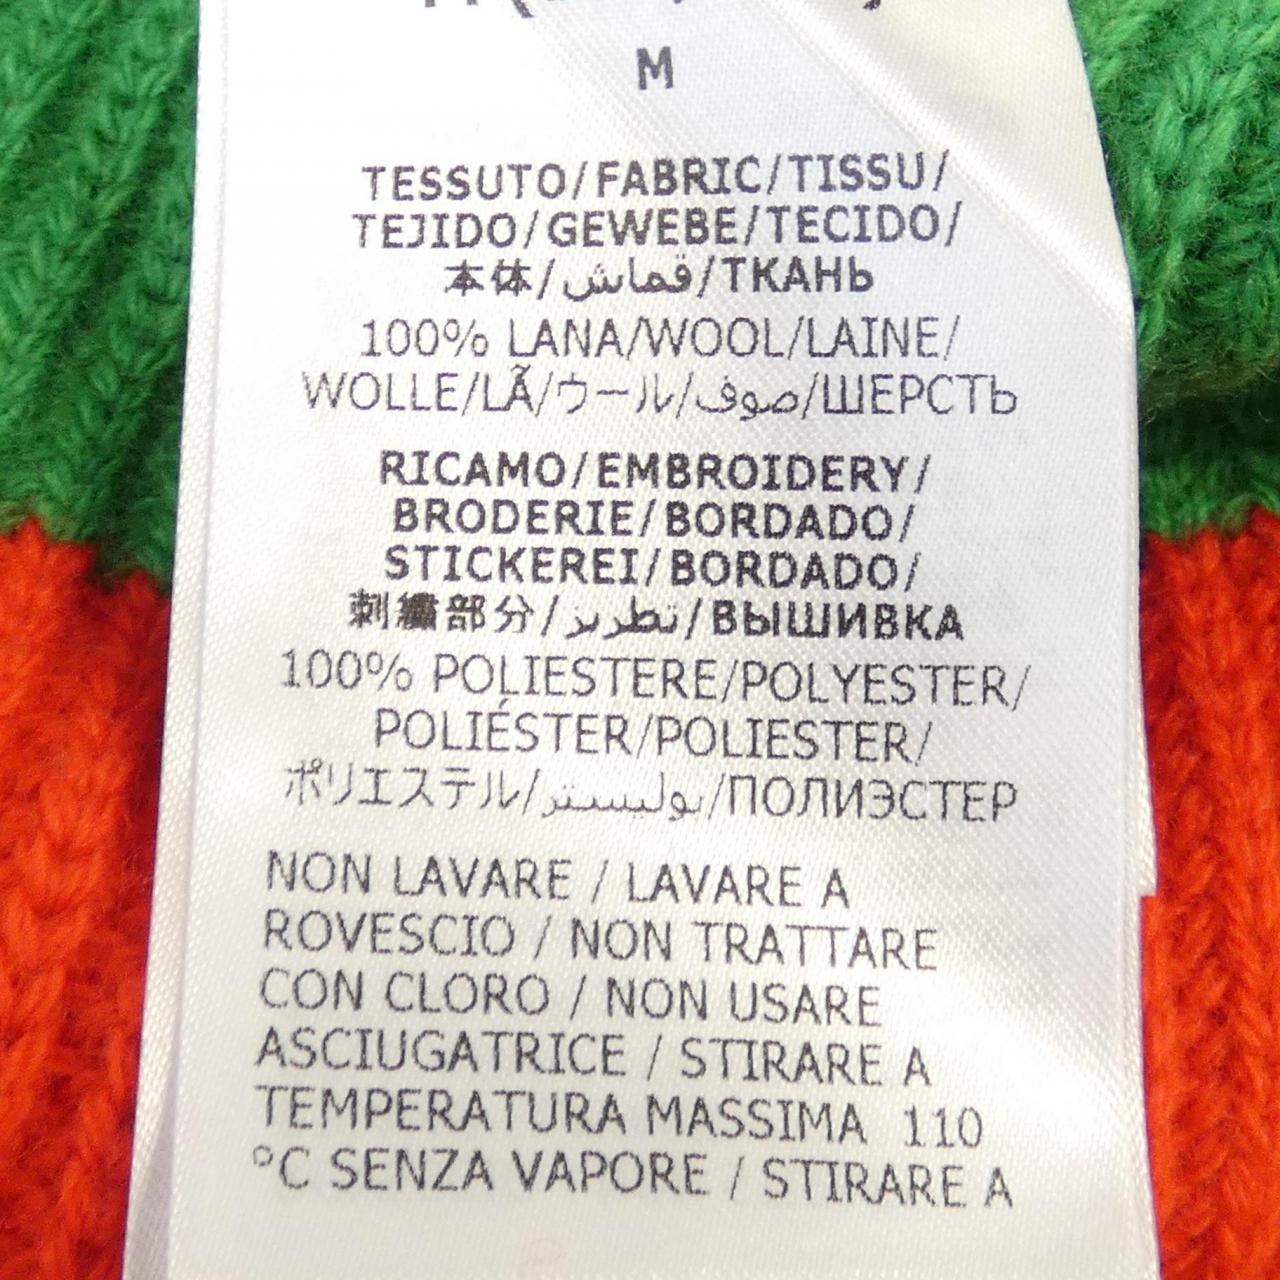 M
TESSUTO/FABRIC/TISSU/
TEJIDO/GEWEBE/TECIDO/
本体/قماش/ТКАНЬ
100% LANA/WOOL/LAINE/
WOLLE/LÃ/ウール/صوف/ШЕРСТЬ
RICAMO/EMBROIDERY/
BRODERIE/BORDADO/
STICKEREI/BORDADO/
刺繍部分/تطريز/ВЫШИВКА
100% POLIESTERE/POLYESTER/
POLIÉSTER/POLIESTER/
ポリエステル/بوليستر/ПОЛИЭСТЕР
NON LAVARE / LAVARE A
ROVESCIO / NON TRATTARE
CON CLORO / NON USARE
ASCIUGATRICE / STIRARE A
TEMPERATURA MASSIMA 110
°C SENZA VAPORE / STIRARE A